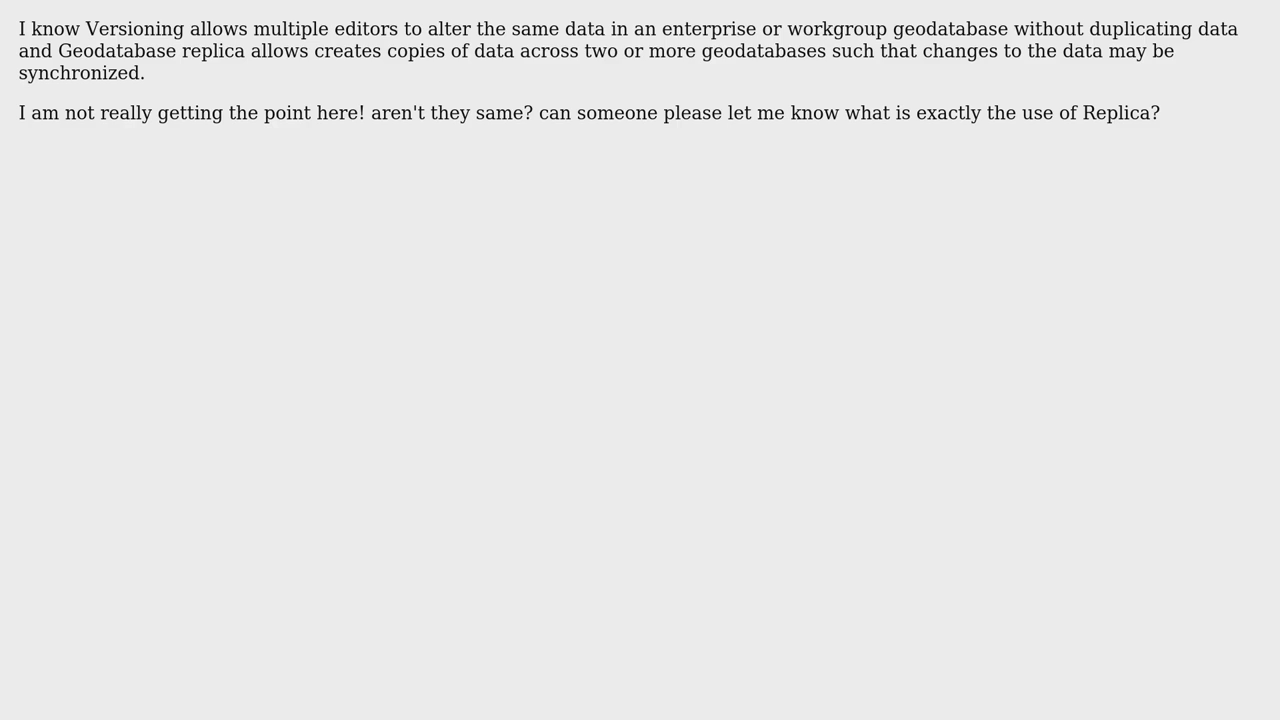 I know Versioning allows multiple editors to alter the same data in an enterprise or workgroup geodatabase without duplicating data
and Geodatabase replica allows creates copies of data across two or more geodatabases such that changes to the data may be
synchronized.
I am not really getting the point here! aren't they same? can someone please let me know what is exactly the use of Replica?